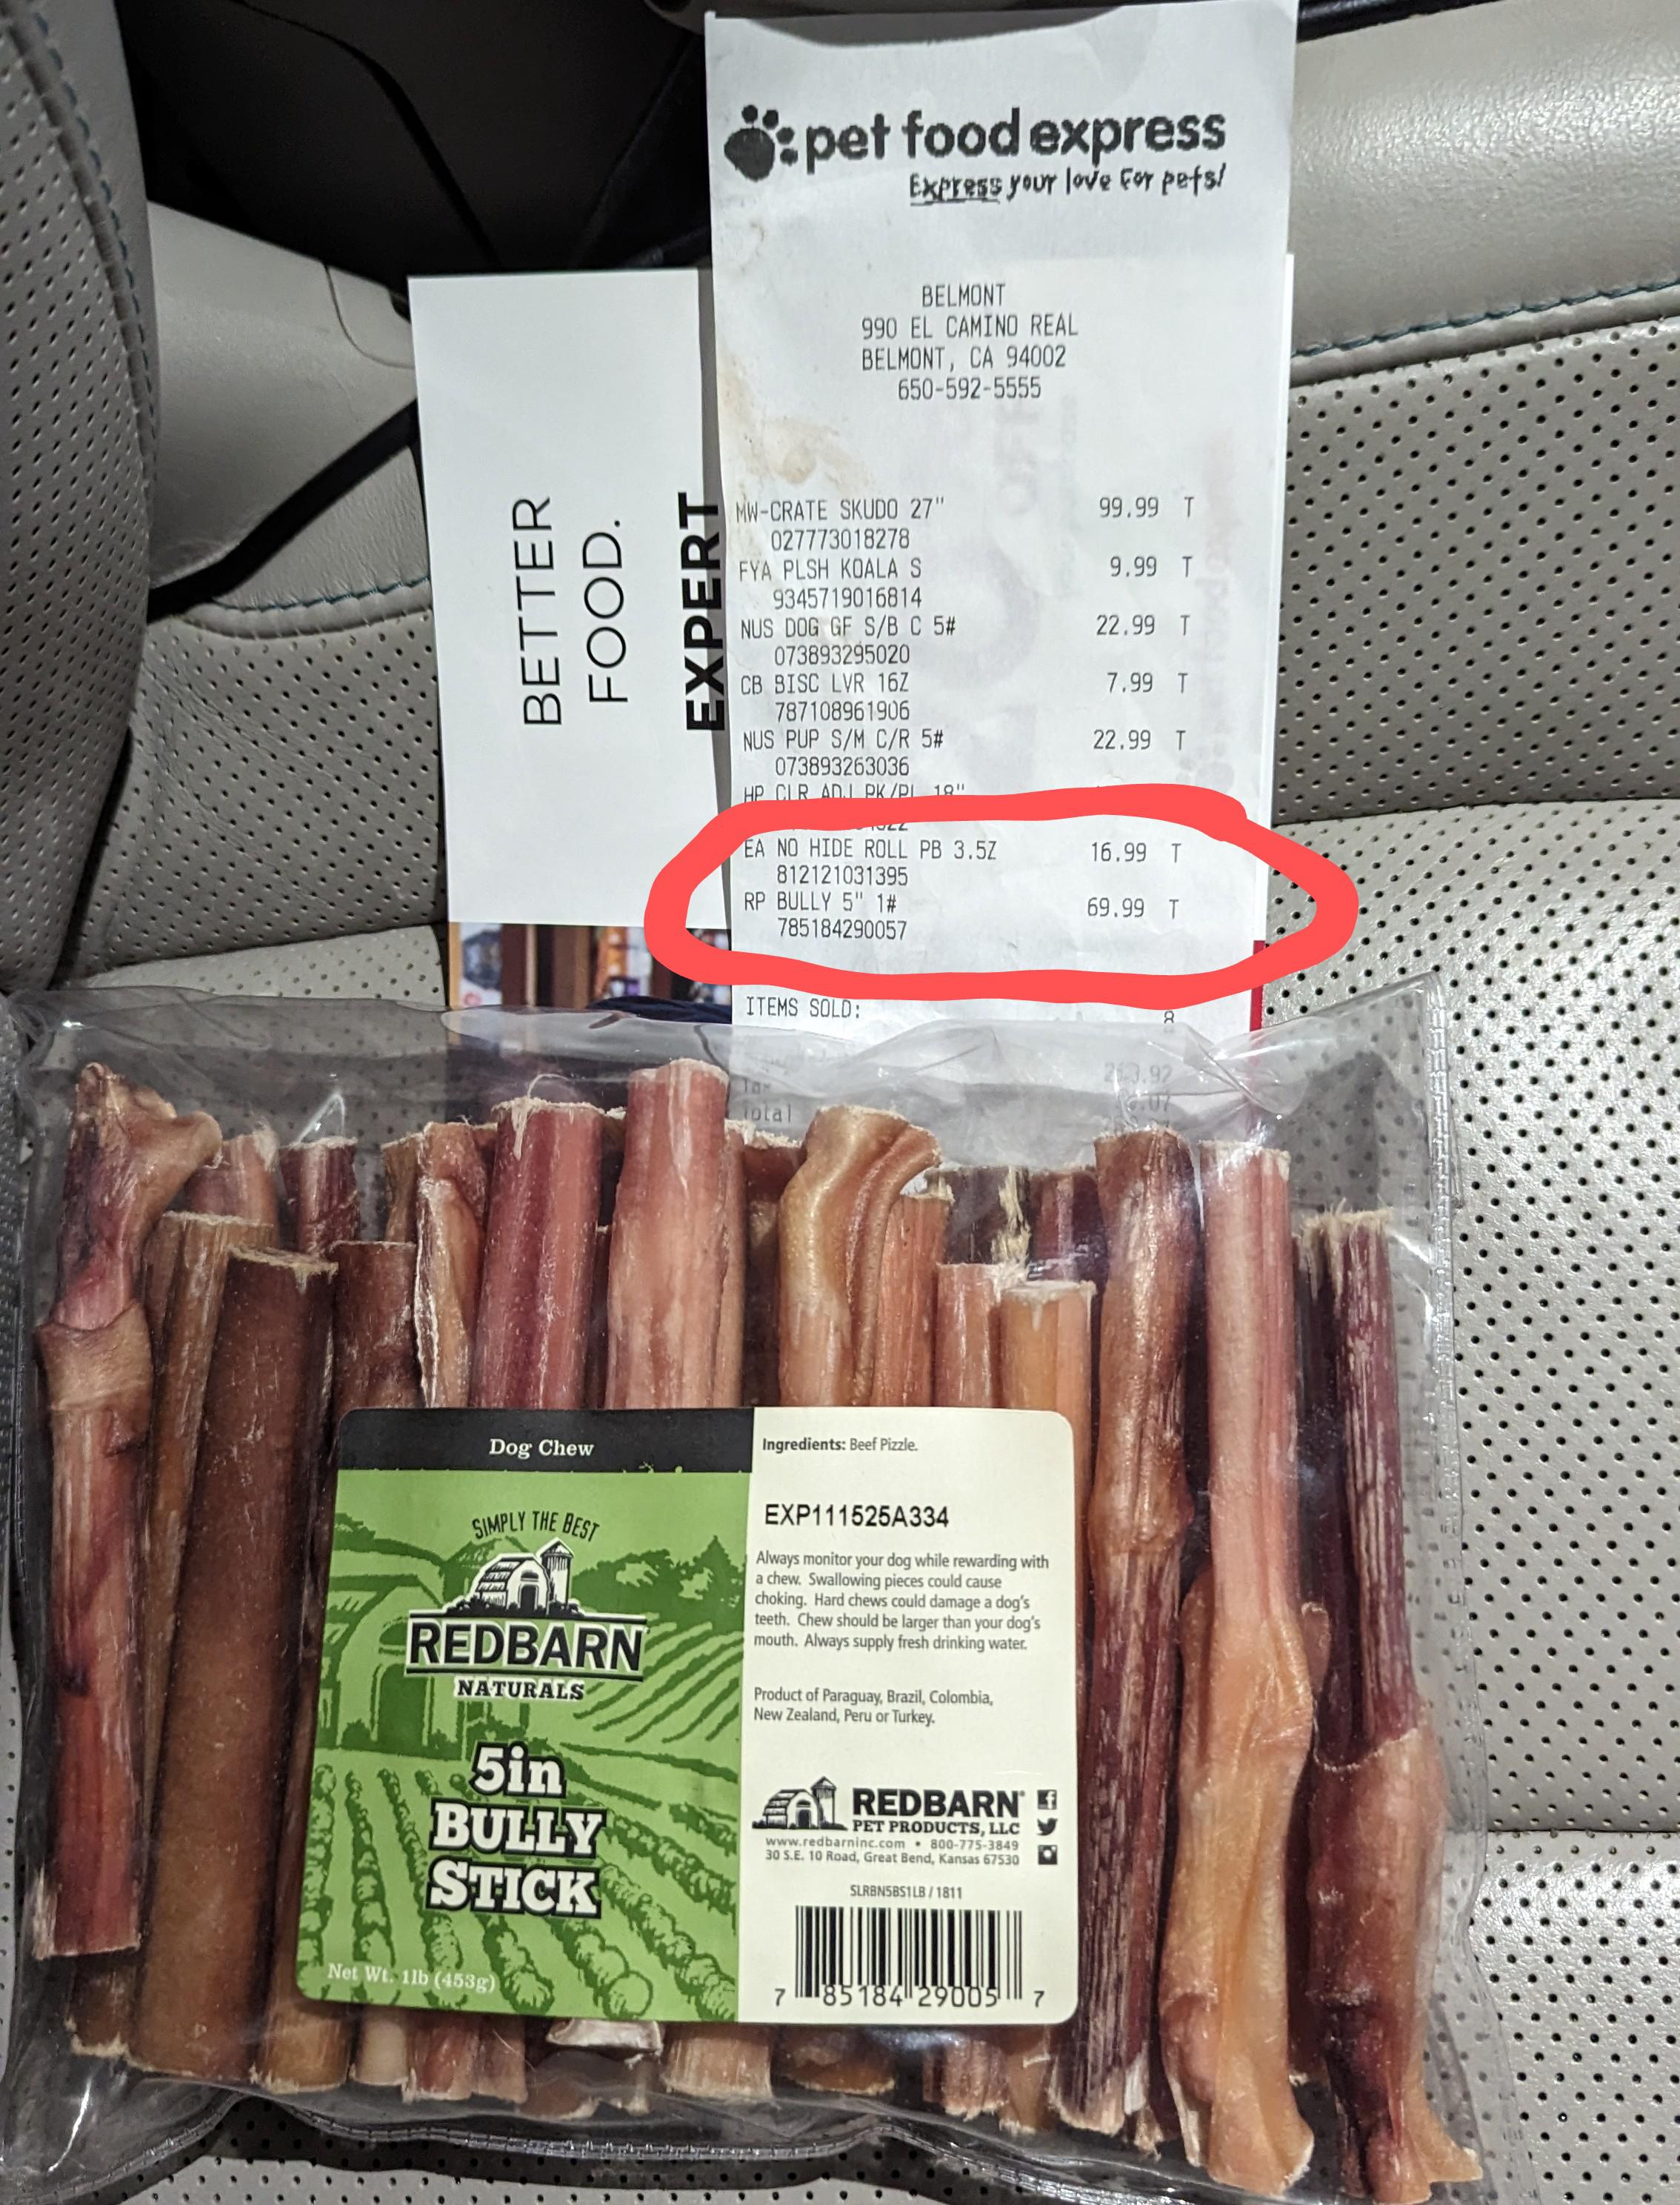 pet food express
Express your love for pets!
BELMONT
990 EL CAMINO REAL
BELMONT, CA 94002
650-592-5555
MW-CRATE SKUDO 27" 99.99 T
027773018278
FYA PLSH KOALA S 9.99 T
9345719016814
NUS DOG GF S/B C 5# 22.99 T
073893295020
CB BISC LVR 16Z 7.99 T
787108961906
NUS PUP S/M C/R 5# 22.99 T
073893263036
HP CLR ADJ PK/PL 18"
EA NO HIDE ROLL PB 3.5Z 16.99 T
812121031395
RP BULLY 5" 1# 69.99 T
785184290057
ITEMS SOLD: 8
Tax
Total
BETTER
FOOD.
EXPERT
Dog Chew
SIMPLY THE BEST
REDBARN
NATURALS
5in
BULLY
STICK
Net Wt. 1lb (453g)
Ingredients: Beef Pizzle.
EXP111525A334
Always monitor your dog while rewarding with
a chew. Swallowing pieces could cause
choking. Hard chews could damage a dog's
teeth. Chew should be larger than your dog's
mouth. Always supply fresh drinking water.
Product of Paraguay, Brazil, Colombia,
New Zealand, Peru or Turkey.
REDBARN
PET PRODUCTS, LLC
www.redbarninc.com • 800-775-3849
30 S.E. 10 Road, Great Bend, Kansas 67530
SLRBN5BS1LB / 1811
7 85184 29005 7